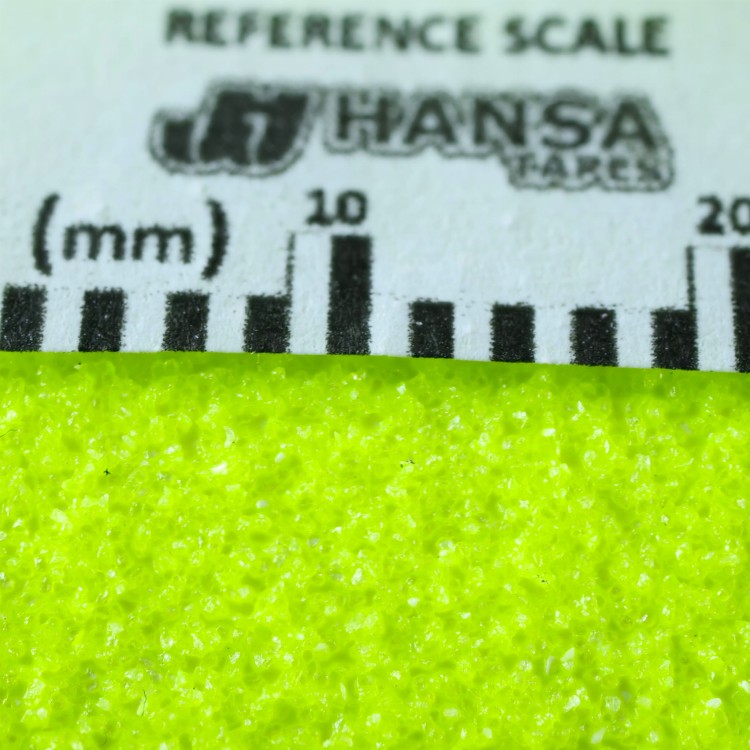 REFERENCE SCALE
HANSA
TAPES
(mm) 10 20